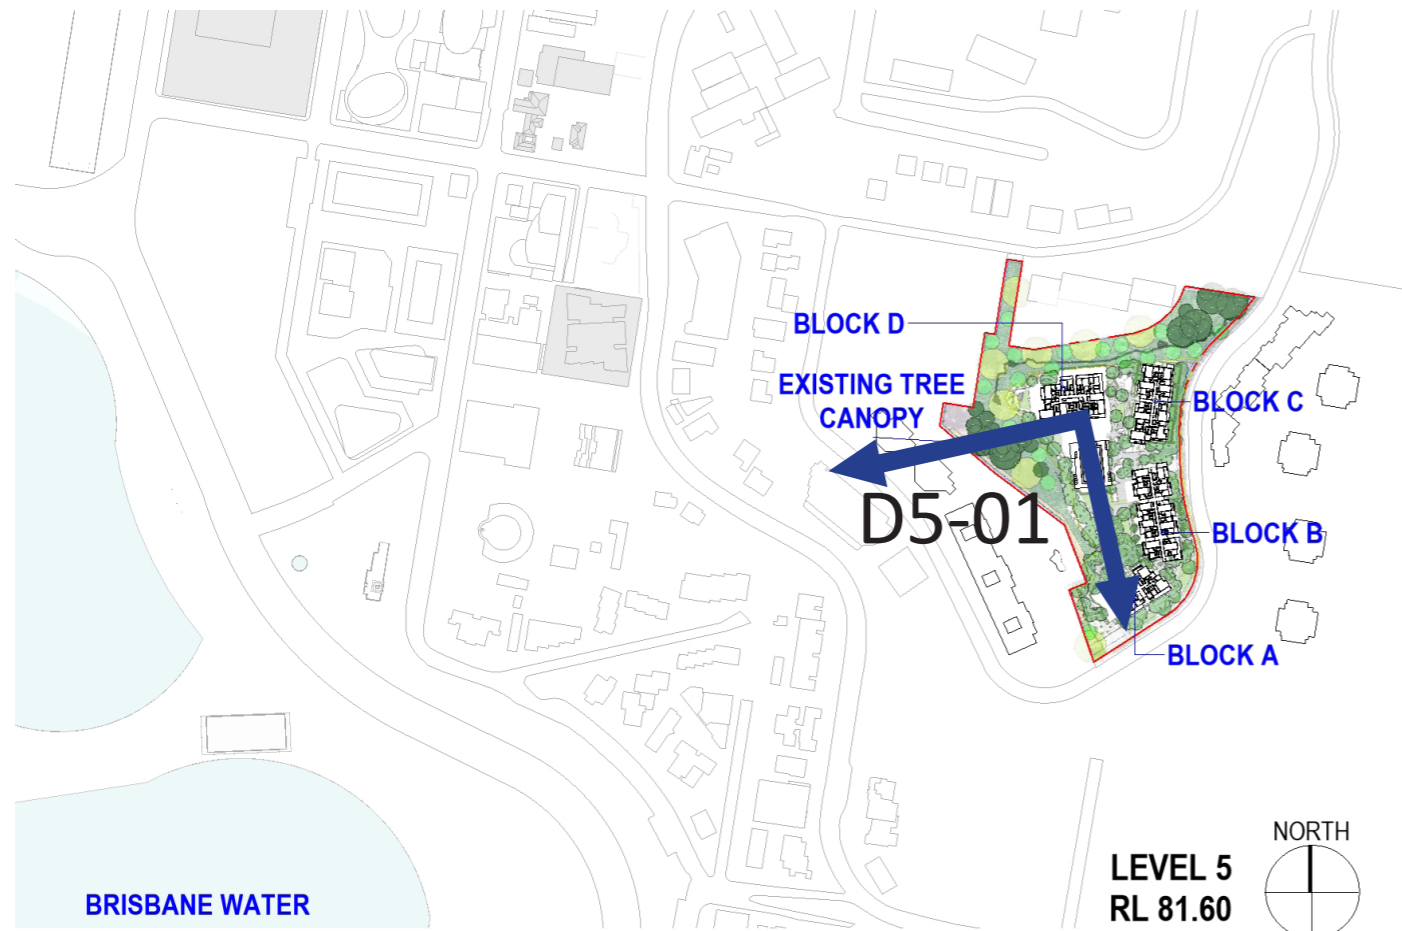 BLOCK D
EXISTING TREE
CANOPY
BLOCK C
D5-01
BLOCK B
BLOCK A
NORTH
LEVEL 5
RL 81.60
BRISBANE WATER